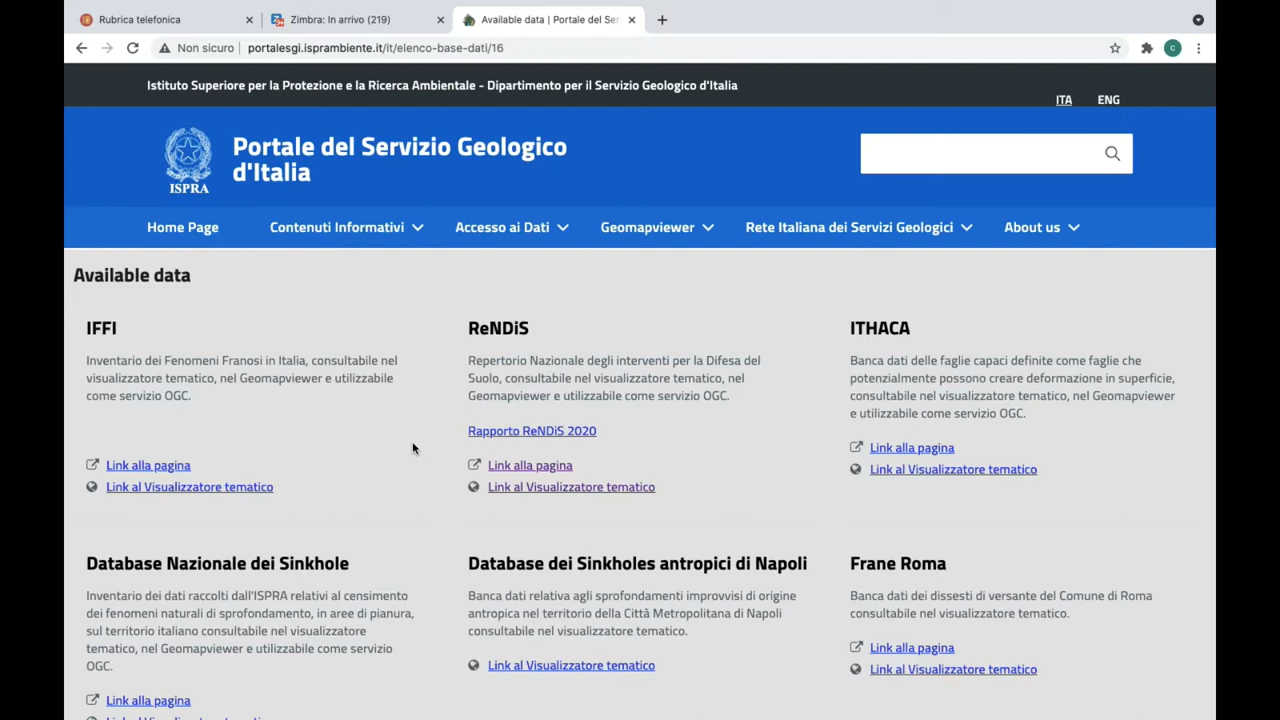 Rubrica telefonica
Zimbra: In arrivo (219)
Available data | Portale del Ser
Non sicuro
portalesgi.isprambiente.it/it/elenco-base-dati/16
C
Istituto Superiore per la Protezione e la Ricerca Ambientale - Dipartimento per il Servizio Geologico d'Italia
ITA ENG
ISPRA
Portale del Servizio Geologico
d'Italia
Home Page Contenuti Informativi Accesso ai Dati Geomapviewer Rete Italiana dei Servizi Geologici About us
Available data
IFFI
Inventario dei Fenomeni Franosi in Italia, consultabile nel
visualizzatore tematico, nel Geomapviewer e utilizzabile
come servizio OGC.
Link alla pagina
Link al Visualizzatore tematico
ReNDiS
Repertorio Nazionale degli interventi per la Difesa del
Suolo, consultabile nel visualizzatore tematico, nel
Geomapviewer e utilizzabile come servizio OGC.
Rapporto ReNDiS 2020
Link alla pagina
Link al Visualizzatore tematico
ITHACA
Banca dati delle faglie capaci definite come faglie che
potenzialmente possono creare deformazione in superficie,
consultabile nel visualizzatore tematico, nel Geomapviewer
e utilizzabile come servizio OGC.
Link alla pagina
Link al Visualizzatore tematico
Database Nazionale dei Sinkhole
Inventario dei dati raccolti dall'ISPRA relativi al censimento
dei fenomeni naturali di sprofondamento, in aree di pianura,
sul territorio italiano consultabile nel visualizzatore
tematico, nel Geomapviewer e utilizzabile come servizio
OGC.
Link alla pagina
Database dei Sinkholes antropici di Napoli
Banca dati relativa agli sprofondamenti improvvisi di origine
antropica nel territorio della Città Metropolitana di Napoli
consultabile nel visualizzatore tematico.
Link al Visualizzatore tematico
Frane Roma
Banca dati dei dissesti di versante del Comune di Roma
consultabile nel visualizzatore tematico.
Link alla pagina
Link al Visualizzatore tematico